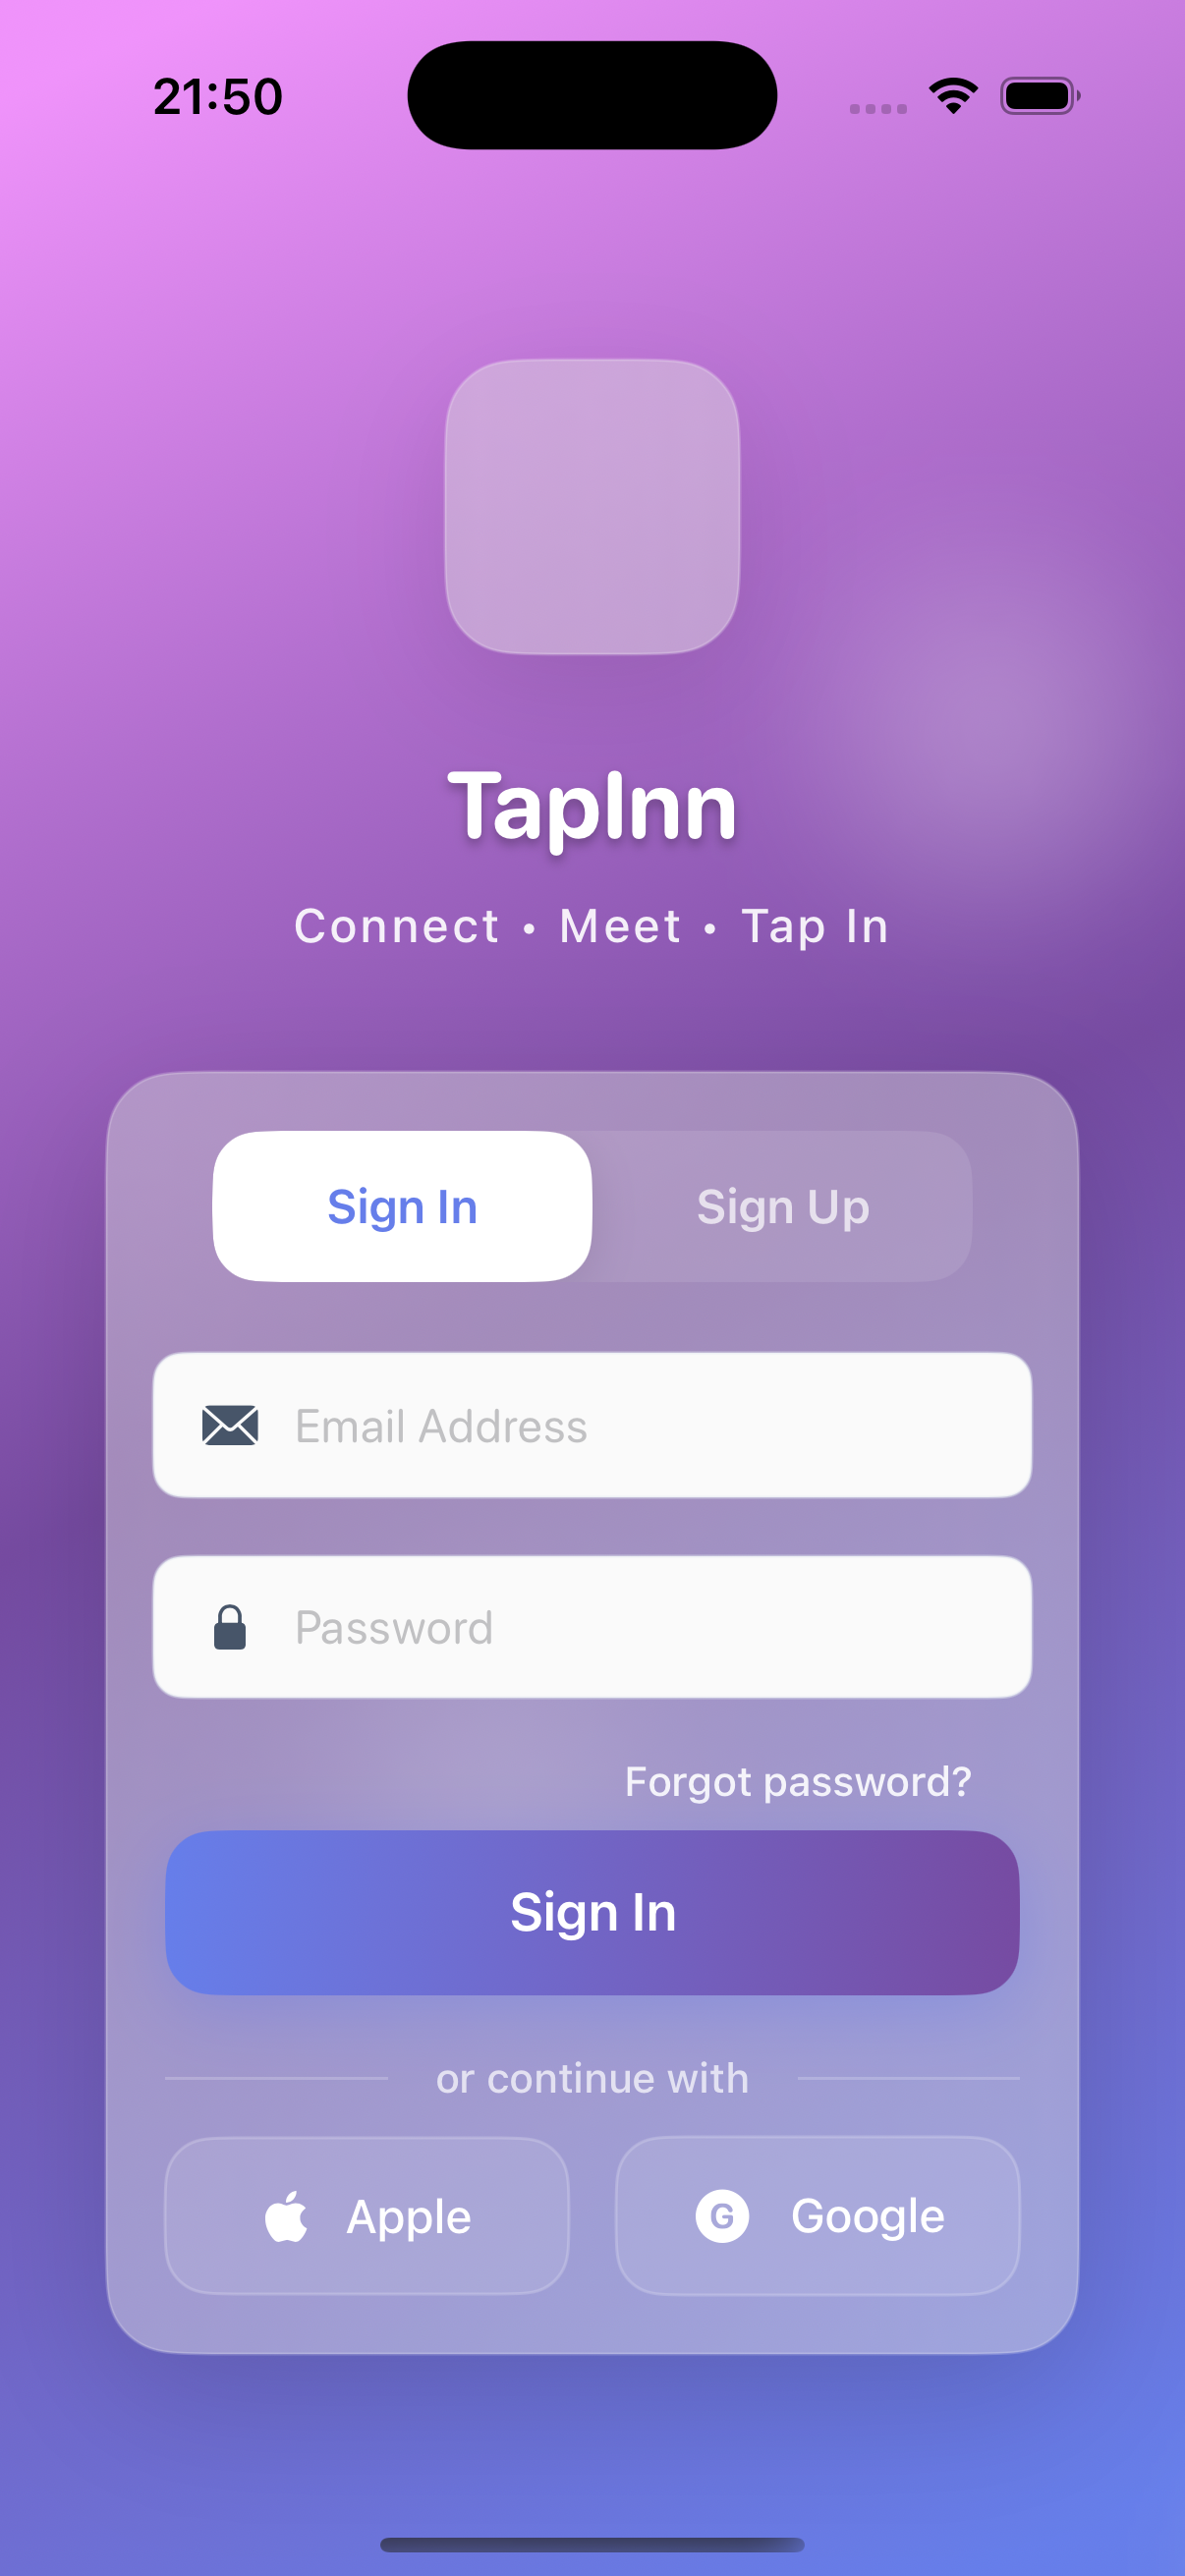 21:50
TapInn
Connect • Meet • Tap In
Sign In
Sign Up
Email Address
Password
Forgot password?
Sign In
or continue with
Apple
G Google